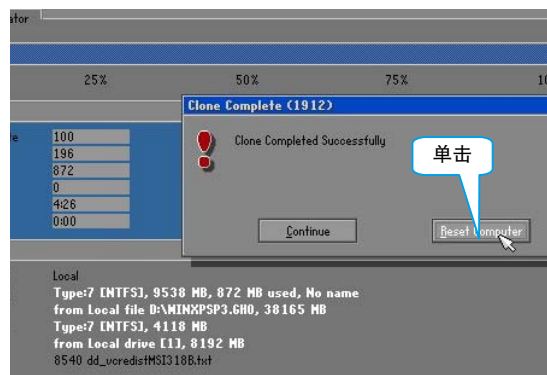 ator
25%
50%
75%
Clone Complete (1912)
Clone Completed Successfully
单击
Continue
Reset Computer
100
196
872
0
4:26
0:00
Local
Type:7 [NTFS], 9538 MB, 872 MB used, No name
from Local file D:\MINXPSP3.GHO, 38165 MB
Type:7 [NTFS], 4118 MB
from Local drive [1], 8192 MB
8540 dd_vcredistMSI318B.txt